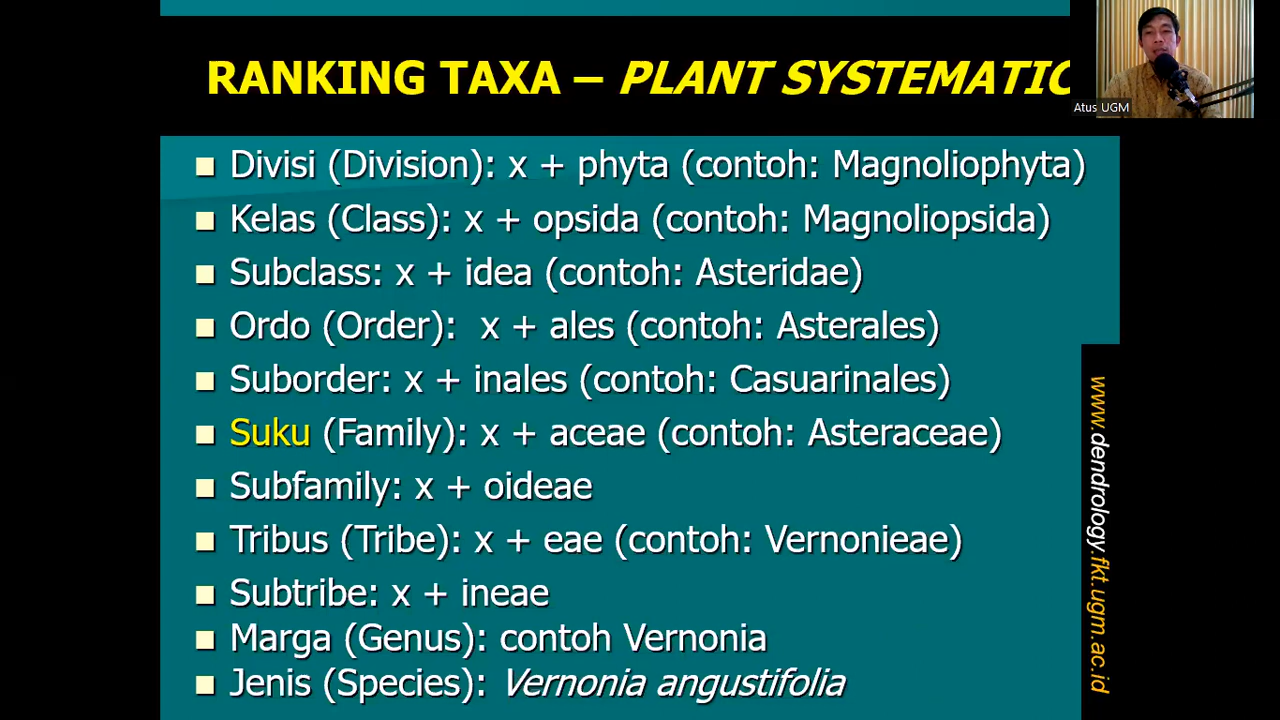 RANKING TAXA – PLANT SYSTEMATIC
Atus UGM
Divisi (Division): x + phyta (contoh: Magnoliophyta)
Kelas (Class): x + opsida (contoh: Magnoliopsida)
Subclass: x + idea (contoh: Asteridae)
Ordo (Order): x + ales (contoh: Asterales)
Suborder: x + inales (contoh: Casuarinales)
Suku (Family): x + aceae (contoh: Asteraceae)
Subfamily: x + oideae
Tribus (Tribe): x + eae (contoh: Vernonieae)
Subtribe: x + ineae
Marga (Genus): contoh Vernonia
Jenis (Species): Vernonia angustifolia
www.dendrology.fkt.ugm.ac.id